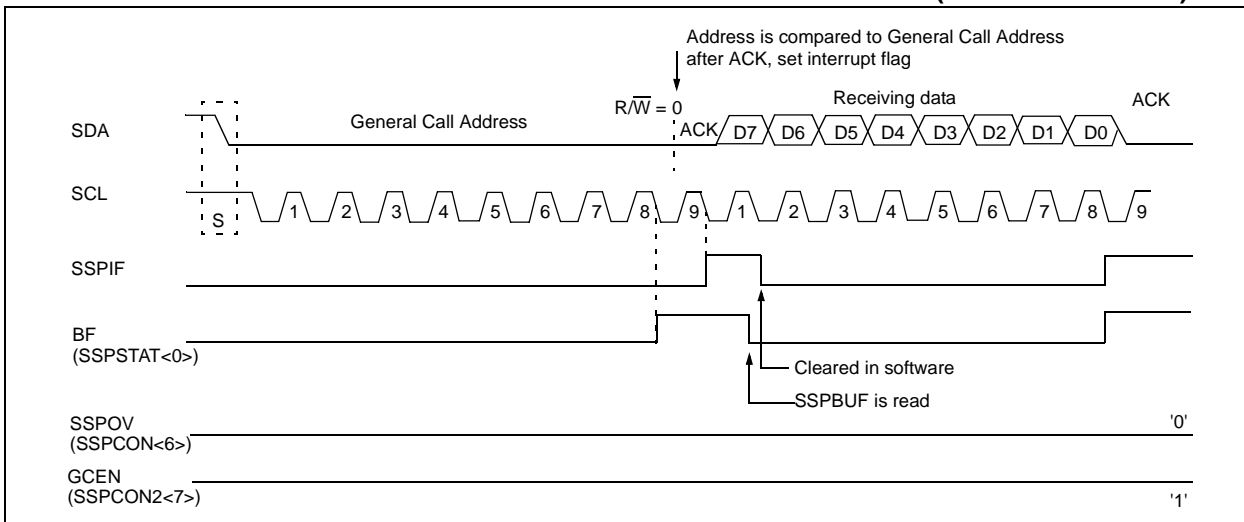 Address is compared to General Call Address
after ACK, set interrupt flag
R/W̅ = 0
Receiving data
ACK
SDA
General Call Address
ACK
D7 D6 D5 D4 D3 D2 D1 D0
SCL
S
1 2 3 4 5 6 7 8 9 1 2 3 4 5 6 7 8 9
SSPIF
BF
(SSPSTAT<0>)
Cleared in software
SSPBUF is read
SSPOV
(SSPCON<6>)
'0'
GCEN
(SSPCON2<7>)
'1'